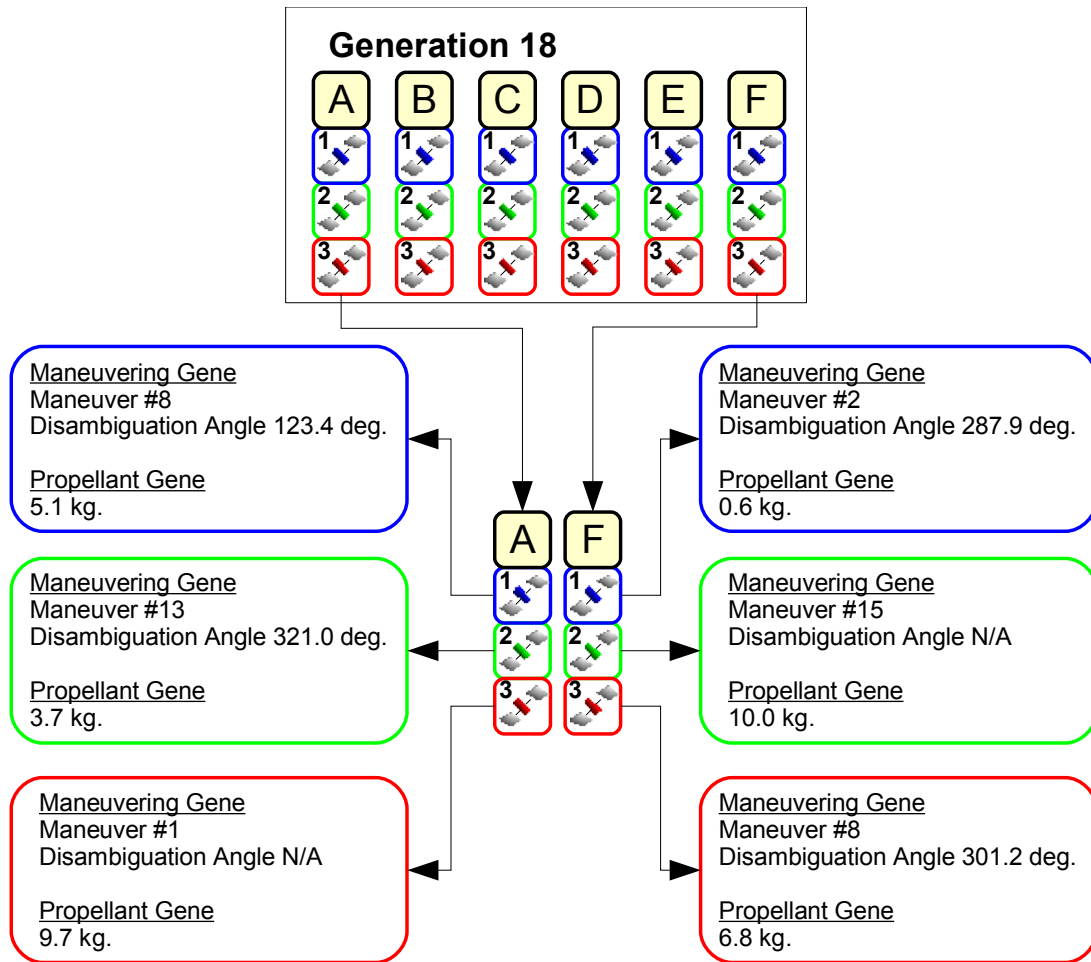 Generation 18
A B C D E F
1 1 1 1 1 1
2 2 2 2 2 2
3 3 3 3 3 3
Maneuvering Gene
Maneuver #8
Disambiguation Angle 123.4 deg.
Propellant Gene
5.1 kg.
Maneuvering Gene
Maneuver #2
Disambiguation Angle 287.9 deg.
Propellant Gene
0.6 kg.
A F
1 1
2 2
3 3
Maneuvering Gene
Maneuver #13
Disambiguation Angle 321.0 deg.
Propellant Gene
3.7 kg.
Maneuvering Gene
Maneuver #15
Disambiguation Angle N/A
Propellant Gene
10.0 kg.
Maneuvering Gene
Maneuver #1
Disambiguation Angle N/A
Propellant Gene
9.7 kg.
Maneuvering Gene
Maneuver #8
Disambiguation Angle 301.2 deg.
Propellant Gene
6.8 kg.